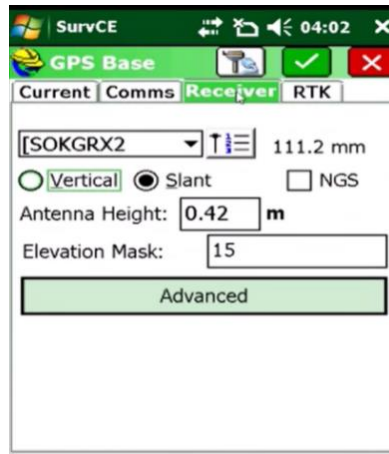 SurvCE 04:02
GPS Base
Current Comms Receiver RTK
[SOKGRX2 111.2 mm
Vertical Slant NGS
Antenna Height: 0.42 m
Elevation Mask: 15
Advanced